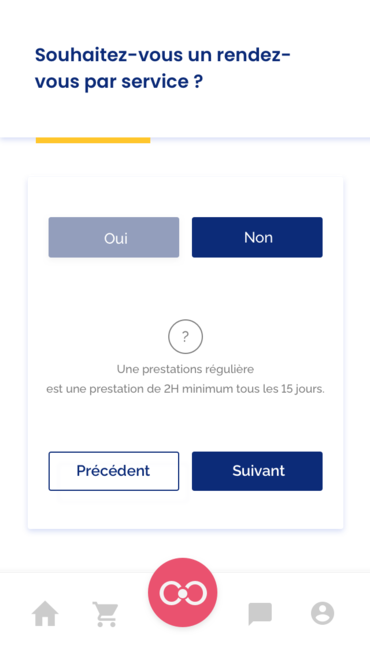 Souhaitez-vous un rendez-
vous par service ?
Oui
Non
?
Une prestations régulière
est une prestation de 2H minimum tous les 15 jours.
Précédent
Suivant